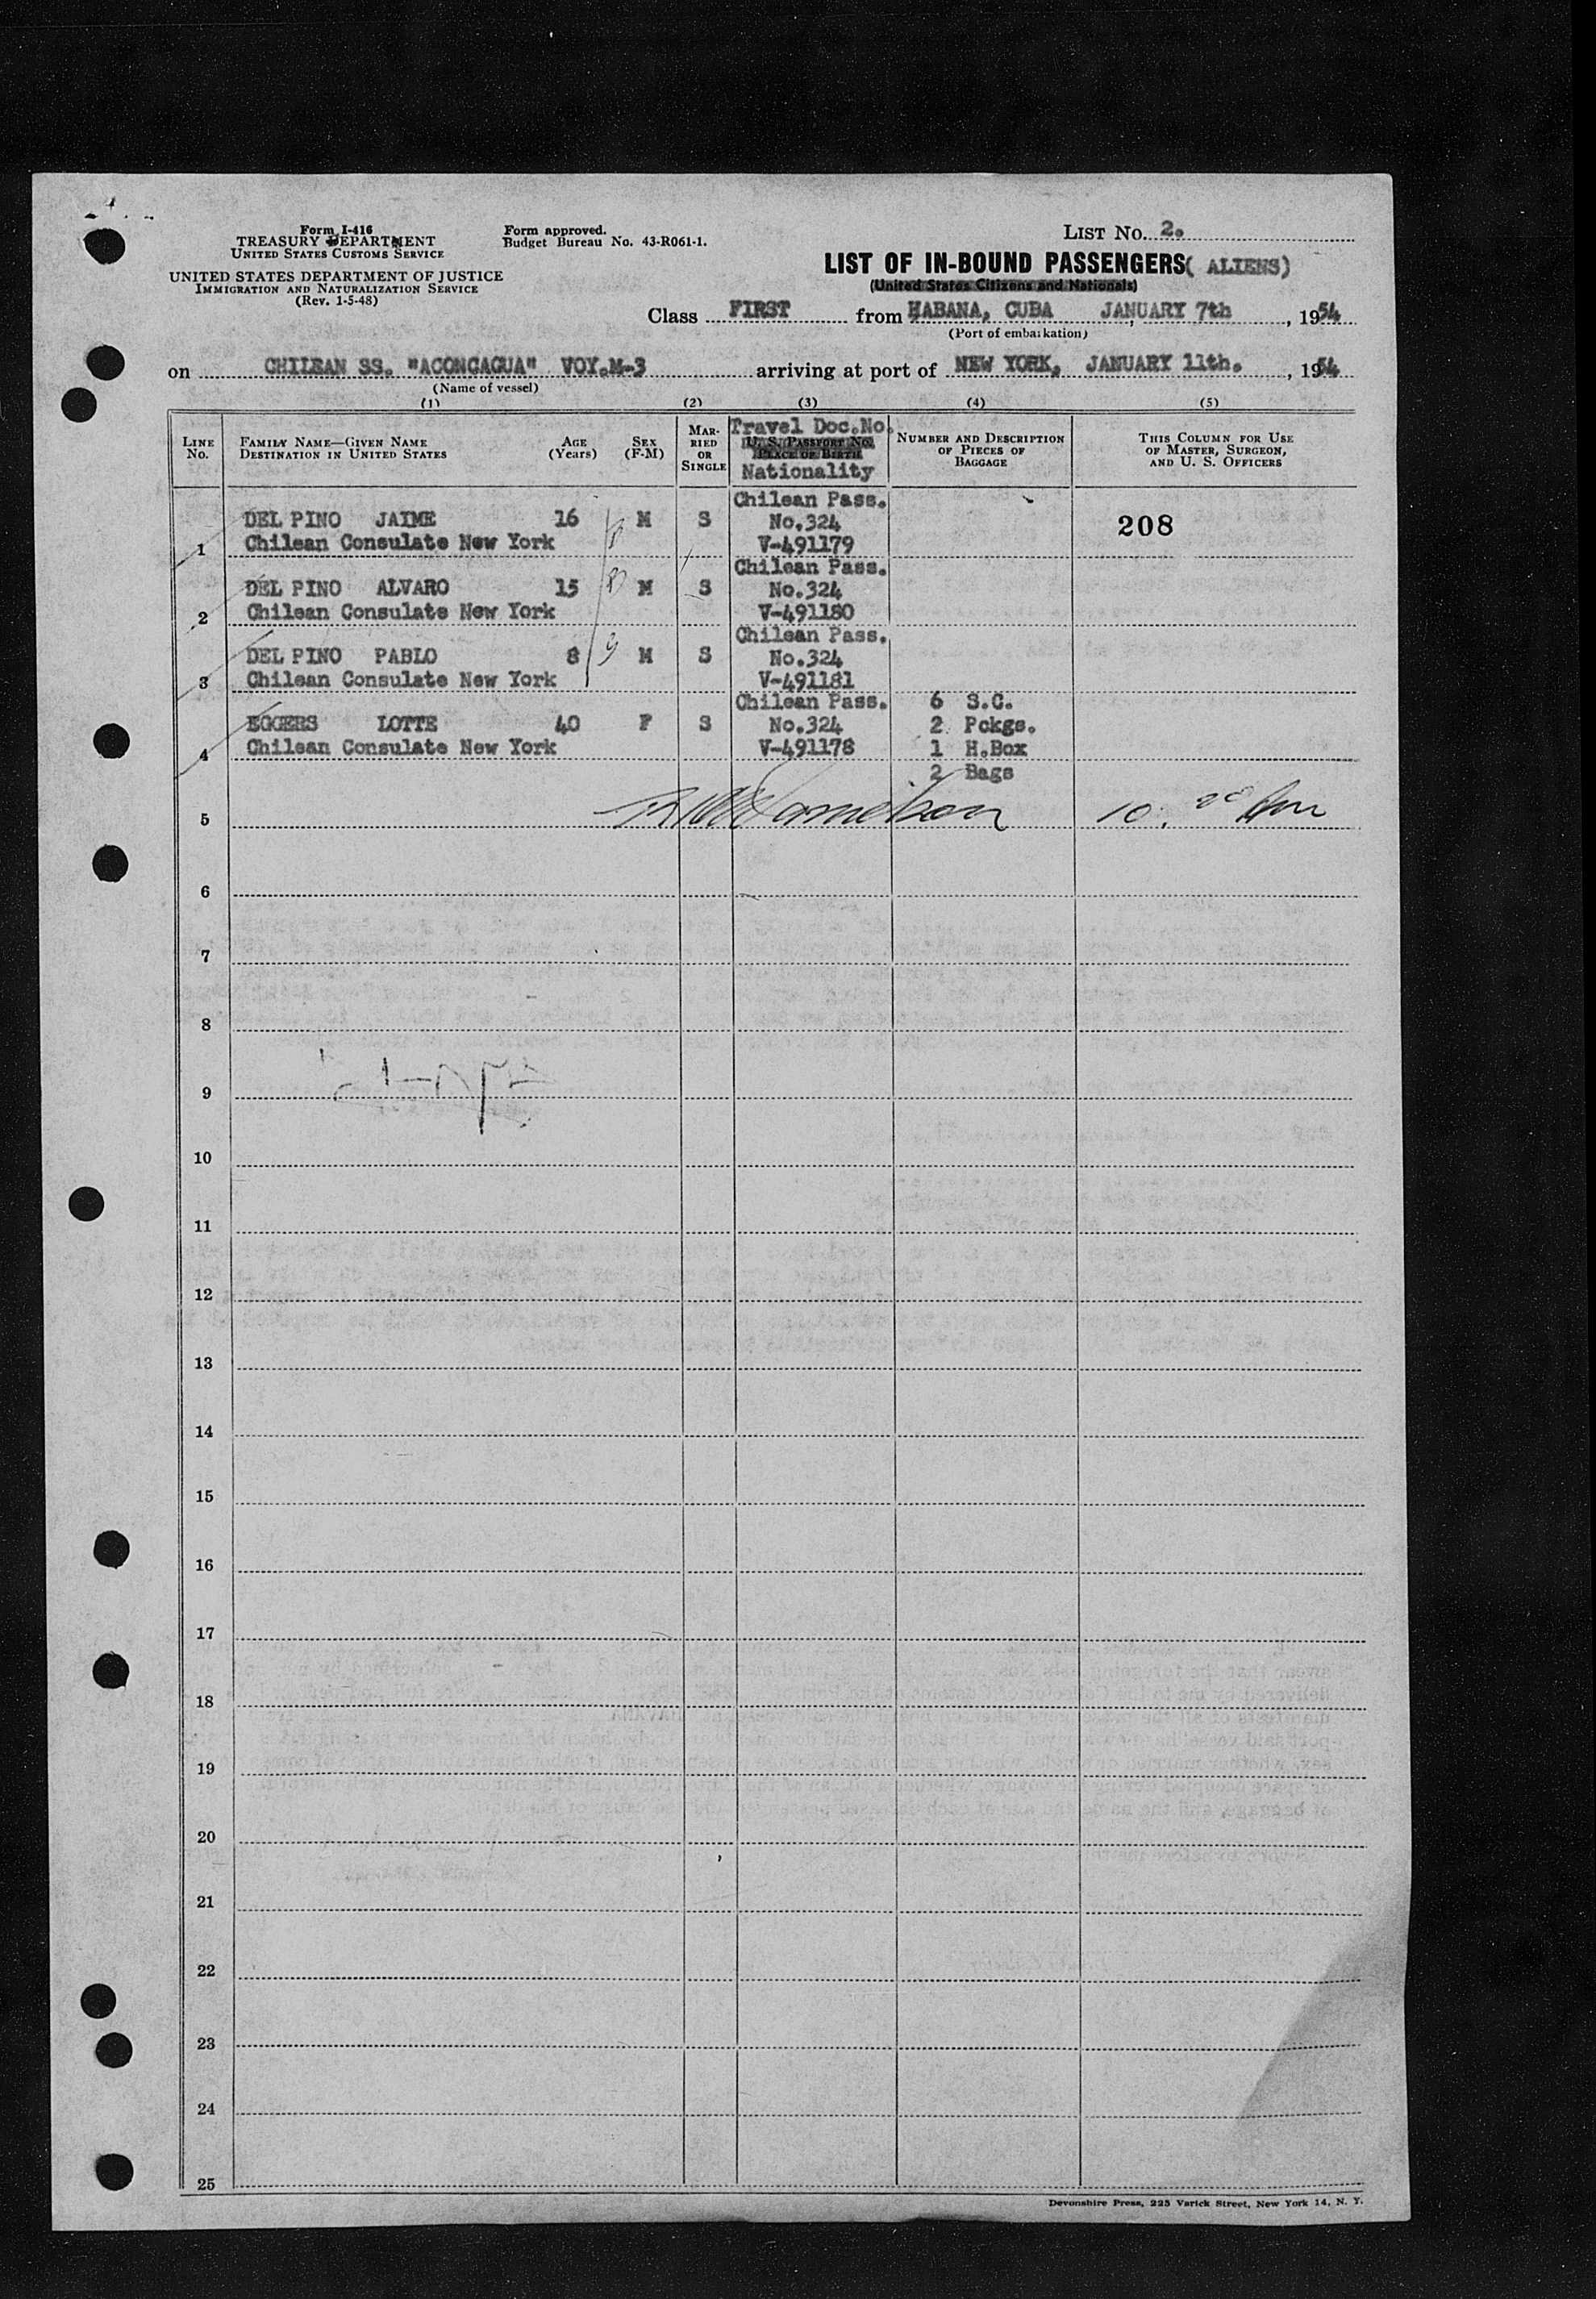 Form I-416
TREASURY DEPARTMENT
UNITED STATES CUSTOMS SERVICE
UNITED STATES DEPARTMENT OF JUSTICE
IMMIGRATION AND NATURALIZATION SERVICE
(Rev. 1-5-48)
Form approved.
Budget Bureau No. 43-R061-1.
LIST NO. 2.
LIST OF IN-BOUND PASSENGERS( ALIENS)
(United States Citizens and Nationals)
Class FIRST from HABANA, CUBA JANUARY 7th , 1954
(Port of embarkation)
on CHILEAN SS. "ACONCAGUA" VOY.M-3 arriving at port of NEW YORK, JANUARY 11th. , 1954
(Name of vessel)
(1) (2) (3) (4) (5)
LINE No.
FAMILY NAME—GIVEN NAME
DESTINATION IN UNITED STATES
AGE
(Years)
SEX
(F-M)
MARRIED OR SINGLE
Travel Doc.No.
U. S. PASSPORT No.
PLACE OF BIRTH
Nationality
NUMBER AND DESCRIPTION
OF PIECES OF
BAGGAGE
THIS COLUMN FOR USE
OF MASTER, SURGEON,
AND U. S. OFFICERS
Chilean Pass.
DEL PINO JAIME 16 M S No.324 208
1 Chilean Consulate New York V-491179
Chilean Pass.
DEL PINO ALVARO 15 M S No.324
2 Chilean Consulate New York V-491180
Chilean Pass.
DEL PINO PABLO 8 M S No.324
3 Chilean Consulate New York V-491181
Chilean Pass. 6 S.C.
EGGERS LOTTE 40 F S No.324 2 Pckgs.
4 Chilean Consulate New York V-491178 1 H.Box
2 Bags
5
6
7
8
9
10
11
12
13
14
15
16
17
18
19
20
21
22
23
24
25
Devonshire Press, 225 Varick Street, New York 14, N. Y.